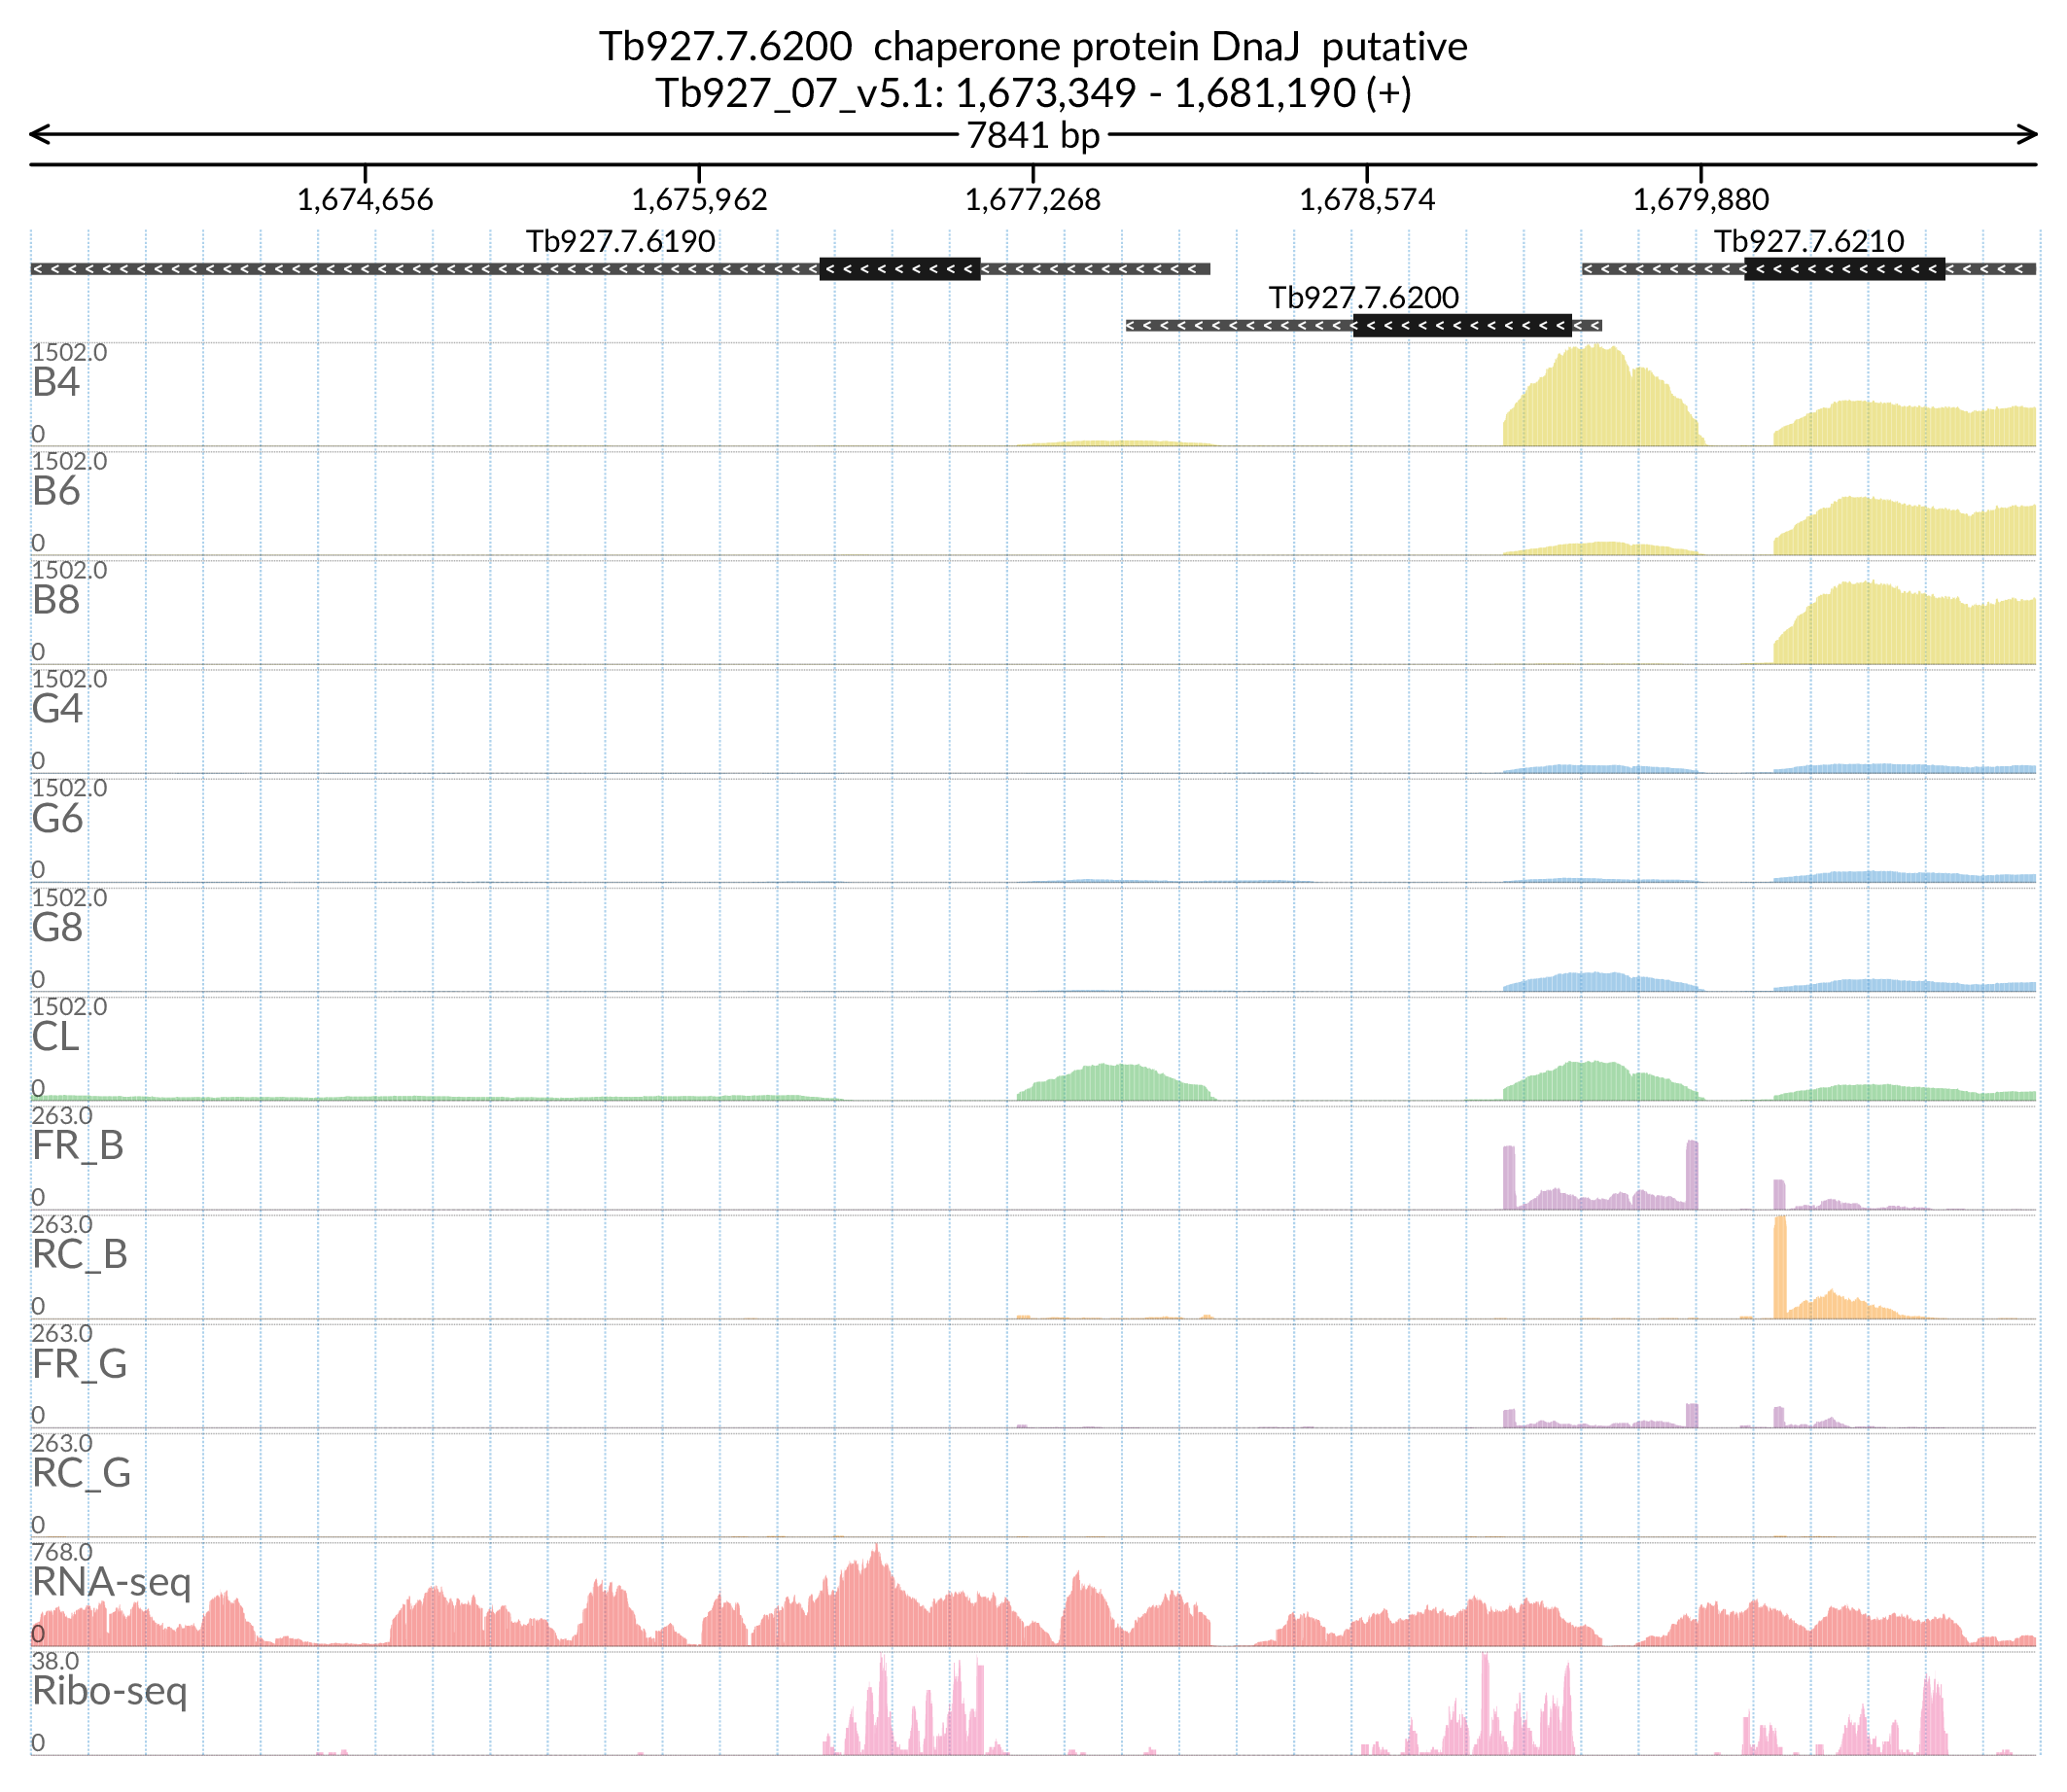 Tb927.7.6200 chaperone protein DnaJ putative
Tb927_07_v5.1: 1,673,349 - 1,681,190 (+)
7841 bp
1,674,656 1,675,962 1,677,268 1,678,574 1,679,880
Tb927.7.6190 Tb927.7.6210
Tb927.7.6200
1502.0
B4
0
1502.0
B6
0
1502.0
B8
0
1502.0
G4
0
1502.0
G6
0
1502.0
G8
0
1502.0
CL
0
263.0
FR_B
0
263.0
RC_B
0
263.0
FR_G
0
263.0
RC_G
0
768.0
RNA-seq
0
38.0
Ribo-seq
0